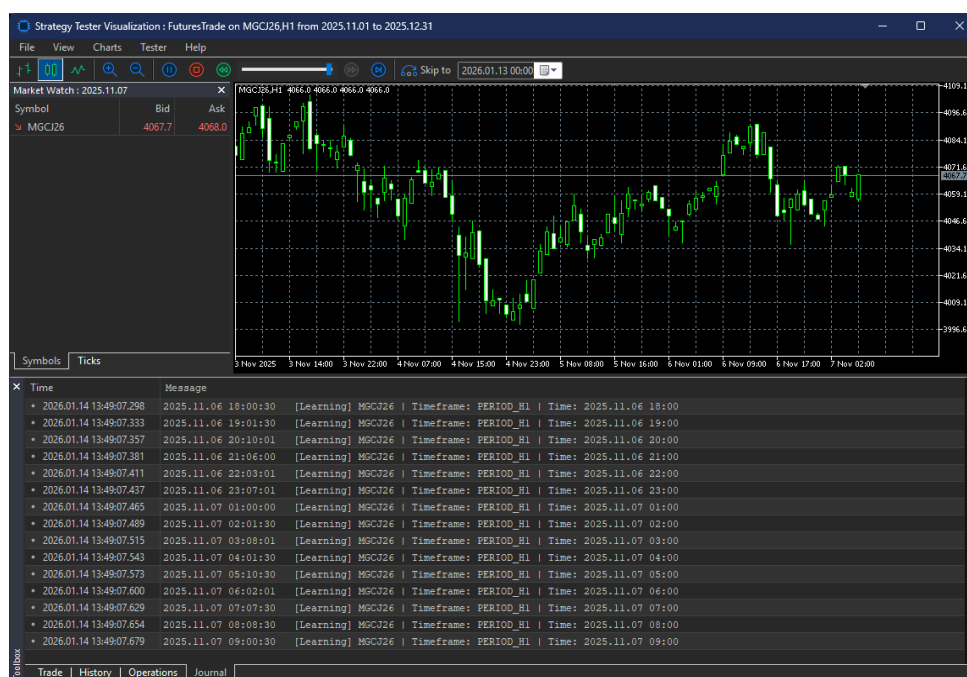 Strategy Tester Visualization : FuturesTrade on MGCJ26,H1 from 2025.11.01 to 2025.12.31
File View Charts Tester Help
Skip to 2026.01.13 00:00
Market Watch : 2025.11.07
Symbol Bid Ask
MGCJ26 4067.7 4068.0
Symbols Ticks
MGCJ26,H1 4066.0 4066.0 4066.0 4066.0
4109.1
4096.6
4084.1
4071.6
4067.7
4059.1
4046.6
4034.1
4021.6
4009.1
3996.6
3 Nov 2025 3 Nov 14:00 3 Nov 22:00 4 Nov 07:00 4 Nov 15:00 4 Nov 23:00 5 Nov 08:00 5 Nov 16:00 6 Nov 01:00 6 Nov 09:00 6 Nov 17:00 7 Nov 02:00
Time Message
2026.01.14 13:49:07.298 2025.11.06 18:00:30 [Learning] MGCJ26 | Timeframe: PERIOD_H1 | Time: 2025.11.06 18:00
2026.01.14 13:49:07.333 2025.11.06 19:01:30 [Learning] MGCJ26 | Timeframe: PERIOD_H1 | Time: 2025.11.06 19:00
2026.01.14 13:49:07.357 2025.11.06 20:10:01 [Learning] MGCJ26 | Timeframe: PERIOD_H1 | Time: 2025.11.06 20:00
2026.01.14 13:49:07.381 2025.11.06 21:06:00 [Learning] MGCJ26 | Timeframe: PERIOD_H1 | Time: 2025.11.06 21:00
2026.01.14 13:49:07.411 2025.11.06 22:03:01 [Learning] MGCJ26 | Timeframe: PERIOD_H1 | Time: 2025.11.06 22:00
2026.01.14 13:49:07.437 2025.11.06 23:07:01 [Learning] MGCJ26 | Timeframe: PERIOD_H1 | Time: 2025.11.06 23:00
2026.01.14 13:49:07.465 2025.11.07 01:00:00 [Learning] MGCJ26 | Timeframe: PERIOD_H1 | Time: 2025.11.07 01:00
2026.01.14 13:49:07.489 2025.11.07 02:01:30 [Learning] MGCJ26 | Timeframe: PERIOD_H1 | Time: 2025.11.07 02:00
2026.01.14 13:49:07.515 2025.11.07 03:08:01 [Learning] MGCJ26 | Timeframe: PERIOD_H1 | Time: 2025.11.07 03:00
2026.01.14 13:49:07.543 2025.11.07 04:01:30 [Learning] MGCJ26 | Timeframe: PERIOD_H1 | Time: 2025.11.07 04:00
2026.01.14 13:49:07.573 2025.11.07 05:10:30 [Learning] MGCJ26 | Timeframe: PERIOD_H1 | Time: 2025.11.07 05:00
2026.01.14 13:49:07.600 2025.11.07 06:02:01 [Learning] MGCJ26 | Timeframe: PERIOD_H1 | Time: 2025.11.07 06:00
2026.01.14 13:49:07.629 2025.11.07 07:07:30 [Learning] MGCJ26 | Timeframe: PERIOD_H1 | Time: 2025.11.07 07:00
2026.01.14 13:49:07.654 2025.11.07 08:08:30 [Learning] MGCJ26 | Timeframe: PERIOD_H1 | Time: 2025.11.07 08:00
2026.01.14 13:49:07.679 2025.11.07 09:00:30 [Learning] MGCJ26 | Timeframe: PERIOD_H1 | Time: 2025.11.07 09:00
Trade | History | Operations | Journal